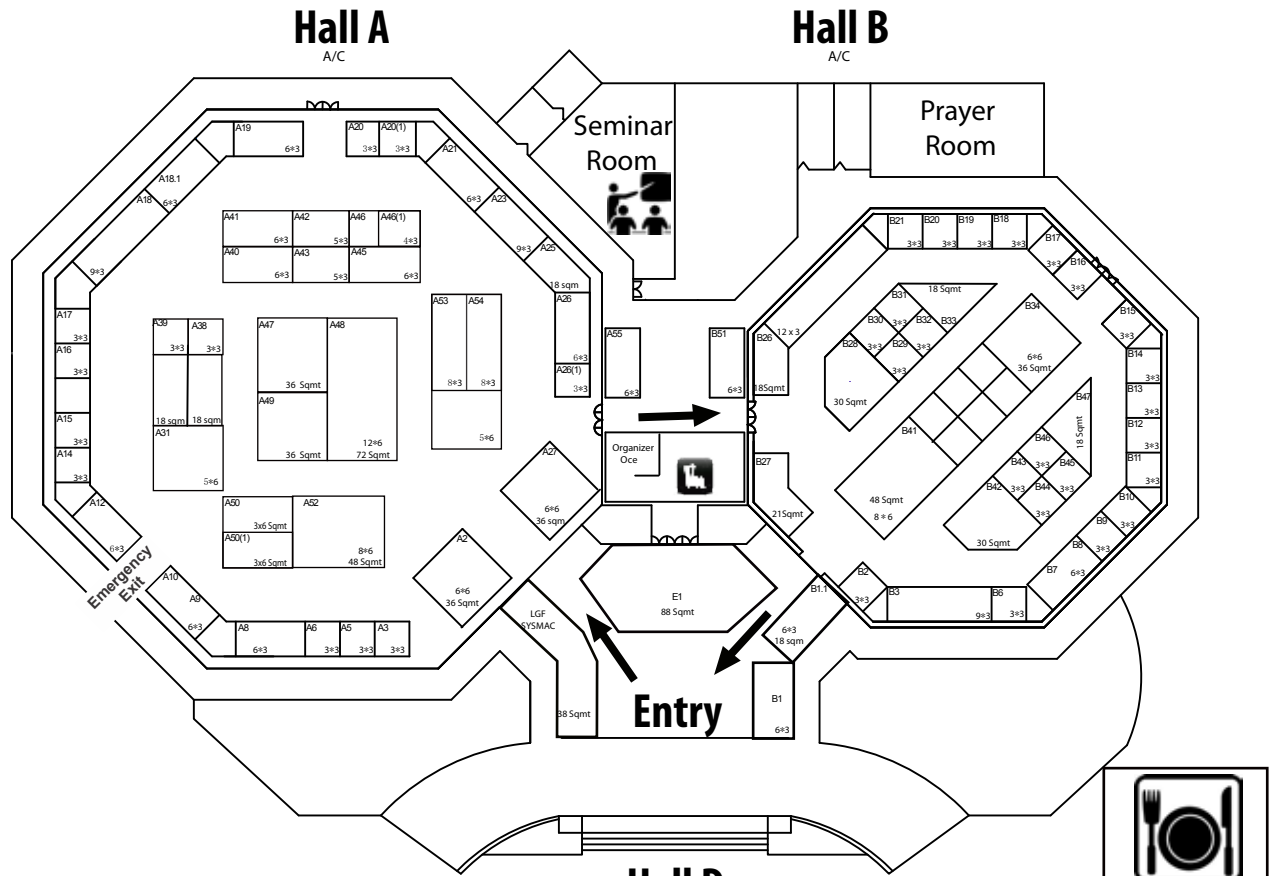 Hall A
A/C
Hall B
A/C
Seminar
Room
Prayer
Room
A19
6*3
A20
3*3
A20(1)
3*3
A21
6*3
A23
9*3
A25
18 sqm
A26
6*3
A26(1)
3*3
A18.1
6*3
A18
9*3
A17
3*3
A16
3*3
A15
3*3
A14
3*3
A12
6*3
Emergency
Exit
A10
A9
6*3
A8
6*3
A6
3*3
A5
3*3
A3
3*3
A41
6*3
A42
5*3
A46
A46(1)
4*3
A40
6*3
A43
5*3
A45
6*3
A39
3*3
A38
3*3
18 sqm
18 sqm
A31
5*6
A47
36 Sqmt
A48
12*6
72 Sqmt
A49
36 Sqmt
A53
8*3
A54
8*3
5*6
A50
3x6 Sqmt
A50(1)
3x6 Sqmt
A52
8*6
48 Sqmt
A27
6*6
36 sqm
A2
6*6
36 Sqmt
A55
6*3
B51
6*3
Organizer
Oce
LGF
SYSMAC
38 Sqmt
E1
88 Sqmt
Entry
B1.1
6*3
18 sqm
B1
6*3
B21
3*3
B20
3*3
B19
3*3
B18
3*3
B17
3*3
B16
3*3
B15
3*3
B14
3*3
B13
3*3
B12
3*3
B11
3*3
B10
3*3
B9
3*3
B8
6*3
B7
B6
3*3
B3
9*3
B2
3*3
B26
12 x 3
18Sqmt
B27
21Sqmt
18 Sqmt
B31
3*3
B32
3*3
B33
B30
B29
3*3
B28
.
30 Sqmt
B34
6*6
36 Sqmt
B41
48 Sqmt
8 * 6
B47
18 Sqmt
B46
3*3
B45
3*3
B43
3*3
B44
3*3
B42
30 Sqmt